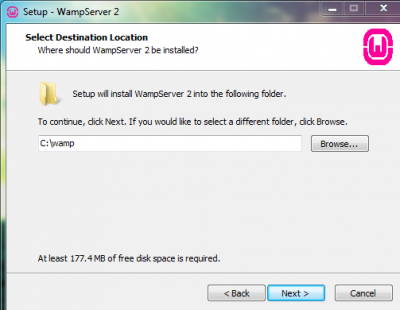 Setup - WampServer 2
Select Destination Location
Where should WampServer 2 be installed?
W
Setup will install WampServer 2 into the following folder.
To continue, click Next. If you would like to select a different folder, click Browse.
C:\wamp
Browse...
At least 177.4 MB of free disk space is required.
< Back
Next >
Cancel